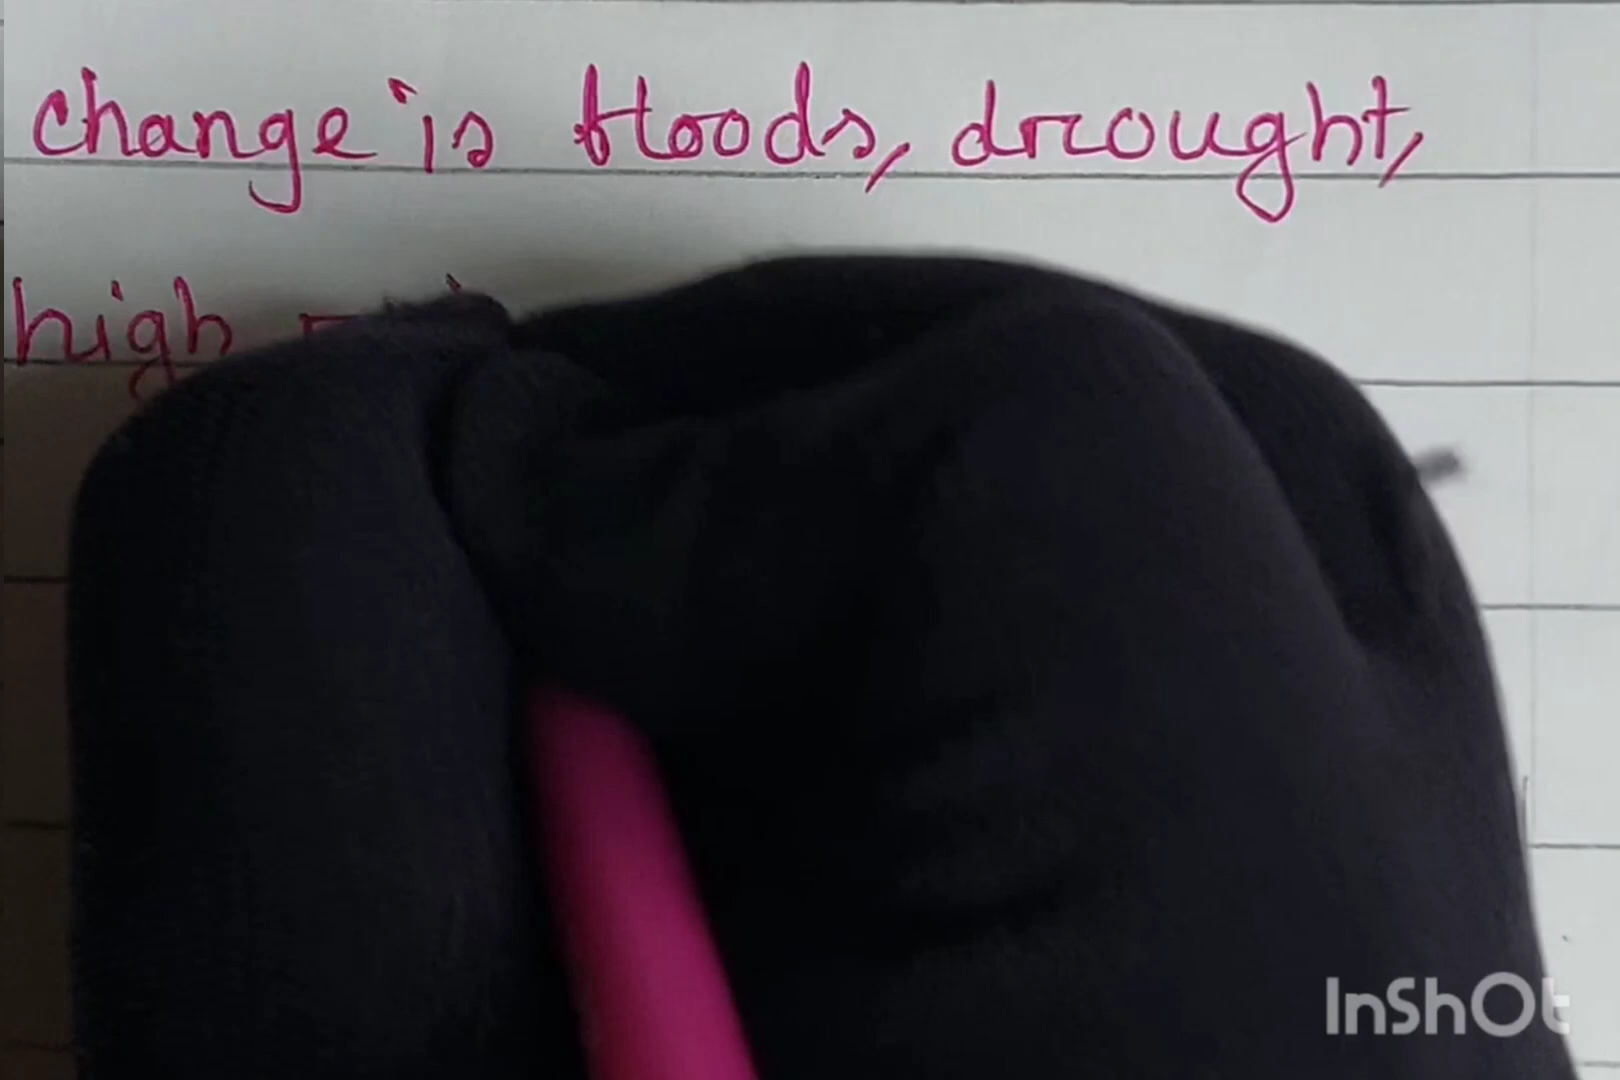 change is floods, drought,
high
InShOt